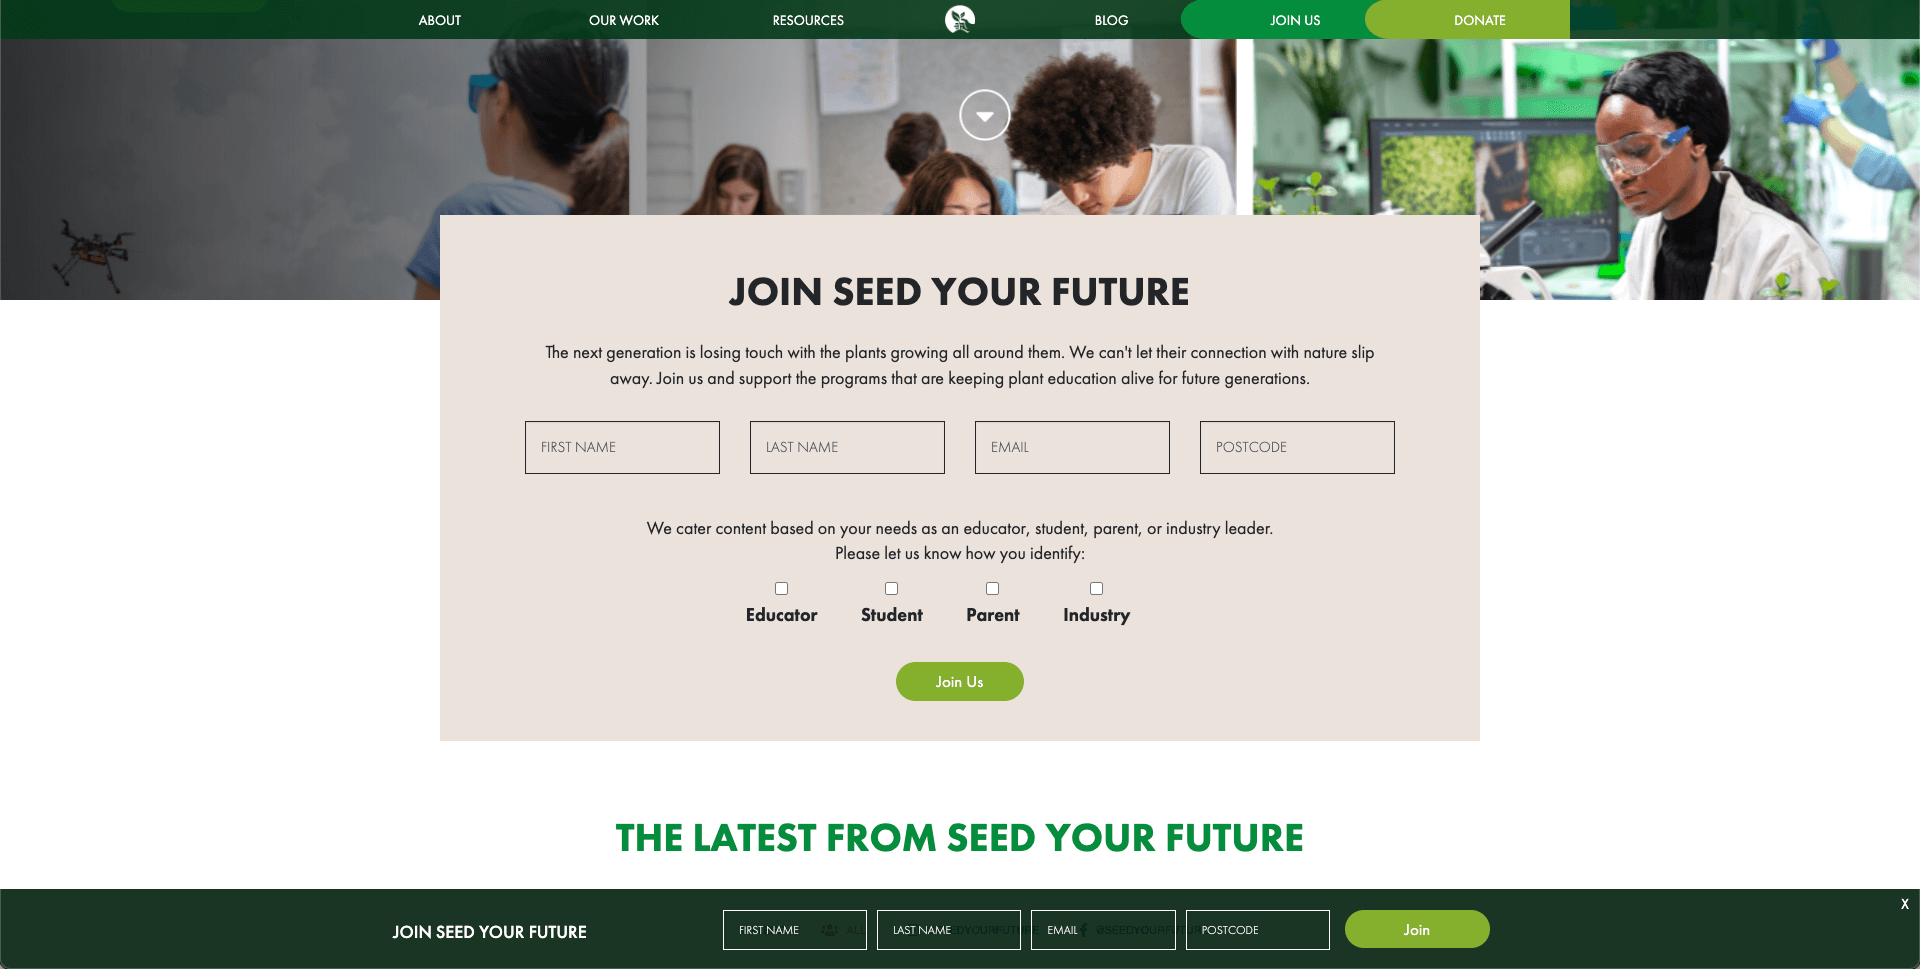 ABOUT
OUR WORK
RESOURCES
BLOG
JOIN US
DONATE
JOIN SEED YOUR FUTURE
The next generation is losing touch with the plants growing all around them. We can't let their connection with nature slip
away. Join us and support the programs that are keeping plant education alive for future generations.
FIRST NAME
LAST NAME
EMAIL
POSTCODE
We cater content based on your needs as an educator, student, parent, or industry leader.
Please let us know how you identify:
Educator
Student
Parent
Industry
Join Us
THE LATEST FROM SEED YOUR FUTURE
X
JOIN SEED YOUR FUTURE
FIRST NAME
LAST NAME
EMAIL
POSTCODE
Join